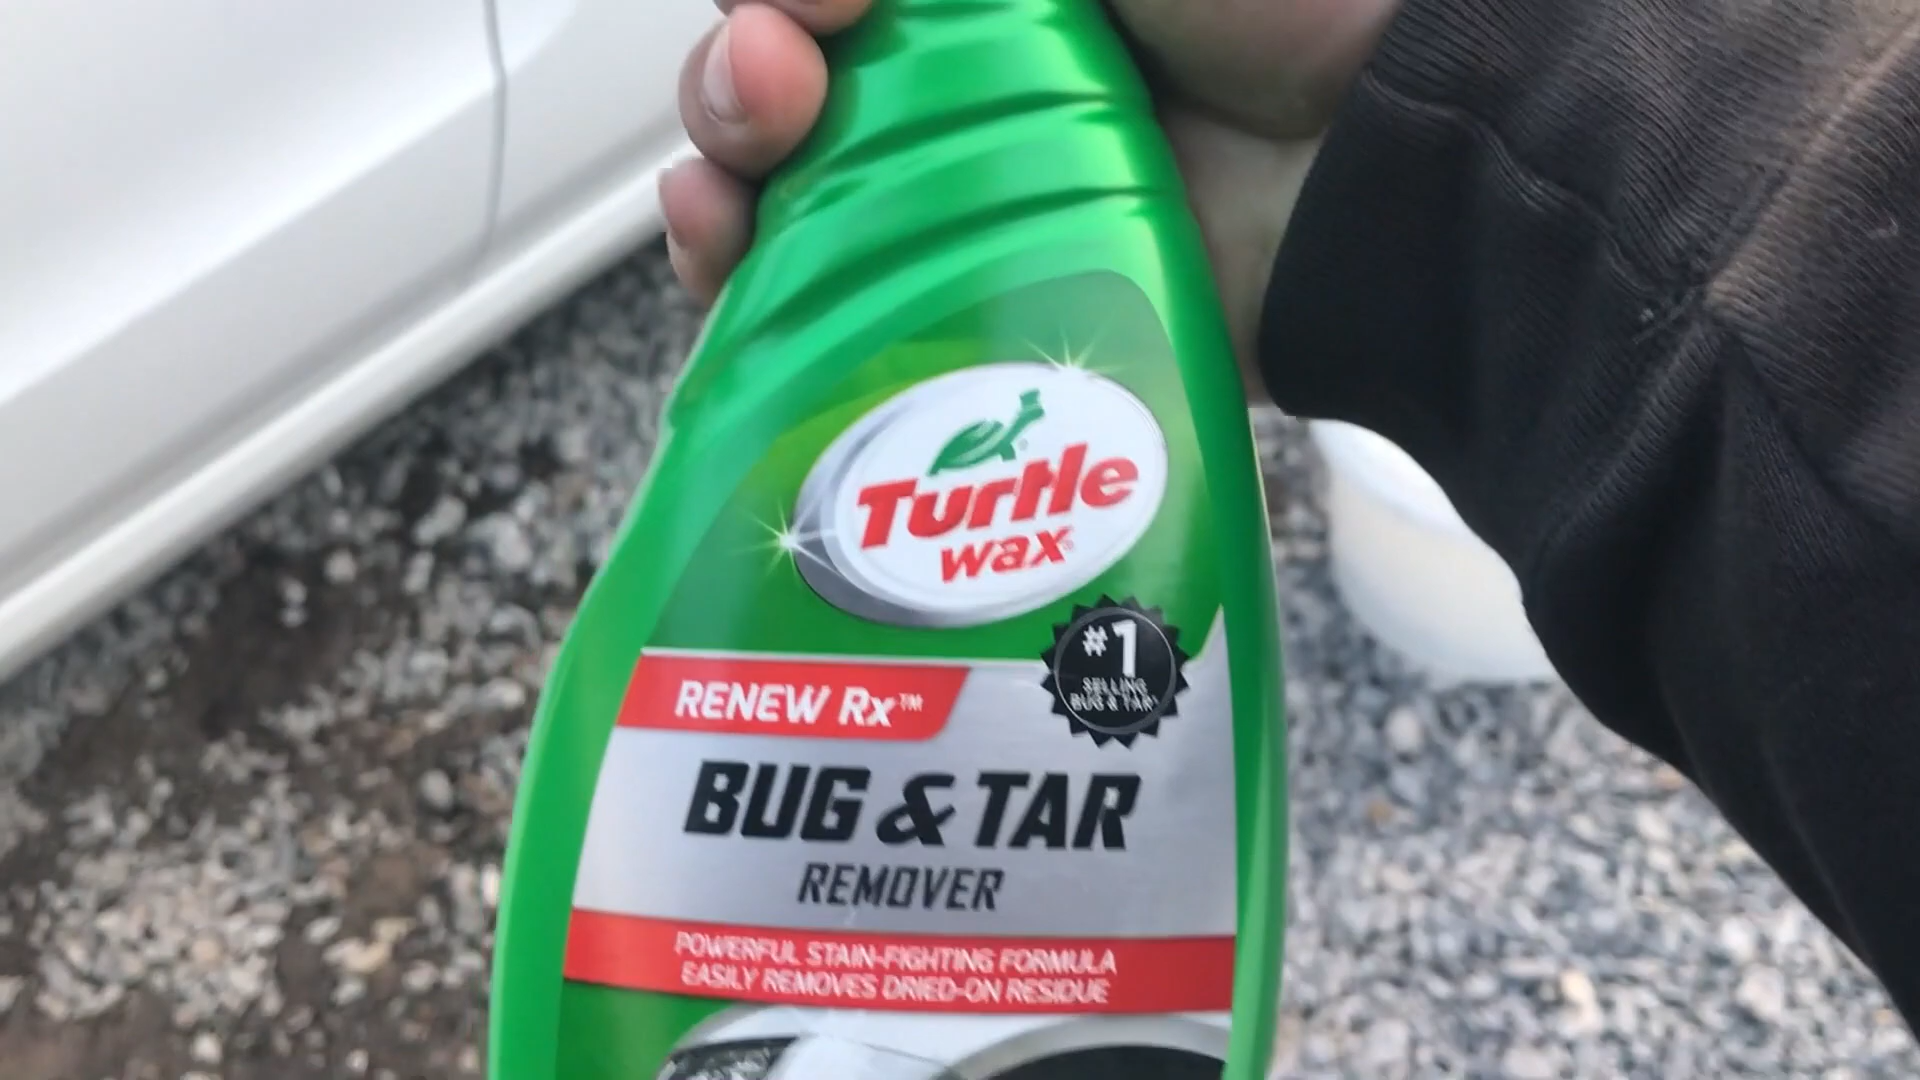 Turtle
wax
#1
SELLING
BUG & TAR
RENEW Rx™
BUG & TAR
REMOVER
POWERFUL STAIN-FIGHTING FORMULA
EASILY REMOVES DRIED-ON RESIDUE